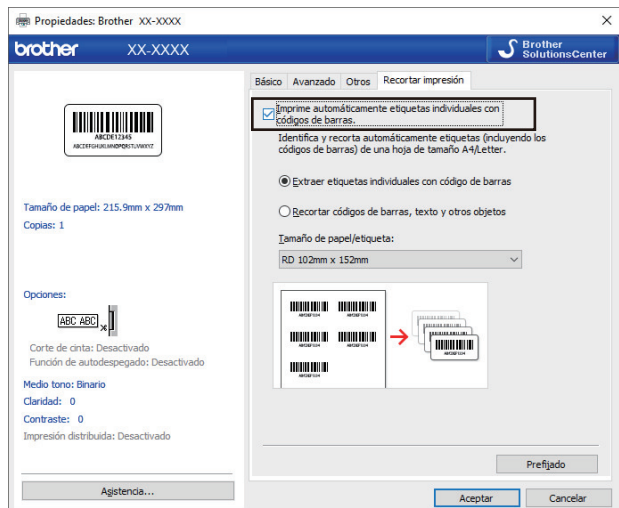 Propiedades: Brother XX-XXXX
brother XX-XXXX
Brother
SolutionsCenter
Básico Avanzado Otros Recortar impresión
Imprime automáticamente etiquetas individuales con
códigos de barras.
Identifica y recorta automáticamente etiquetas (incluyendo los
códigos de barras) de una hoja de tamaño A4/Letter.
Extraer etiquetas individuales con código de barras
Recortar códigos de barras, texto y otros objetos
Tamaño de papel/etiqueta:
RD 102mm x 152mm
ABCDE12345
ABCDEFGHIJKLMNOPQRSTUVWXYZ
Tamaño de papel: 215.9mm x 297mm
Copias: 1
Opciones:
ABC ABC
Corte de cinta: Desactivado
Función de autodespegado: Desactivado
Medio tono: Binario
Claridad: 0
Contraste: 0
Impresión distribuida: Desactivado
Asistencia...
Prefijado
Aceptar Cancelar